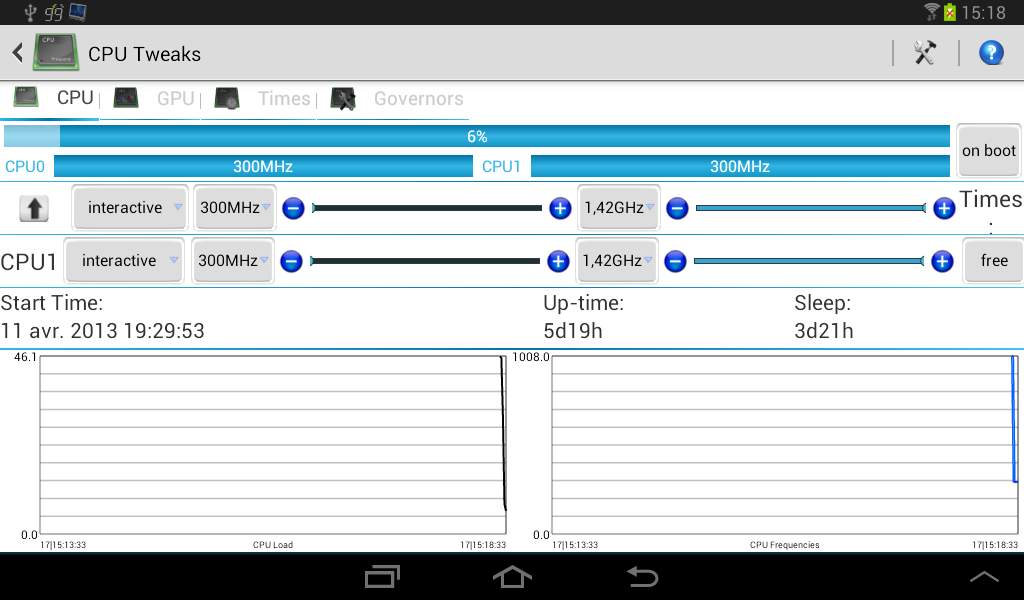 15:18
CPU Tweaks
CPU
GPU
Times
Governors
6%
on boot
CPU0
300MHz
CPU1
300MHz
interactive
300MHz
1,42GHz
Times
:
CPU1
interactive
300MHz
1,42GHz
free
Start Time:
Up-time:
Sleep:
11 avr. 2013 19:29:53
5d19h
3d21h
46.1
1008.0
0.0
0.0
17|15:13:33
CPU Load
17|15:18:33
17|15:13:33
CPU Frequencies
17|15:18:33